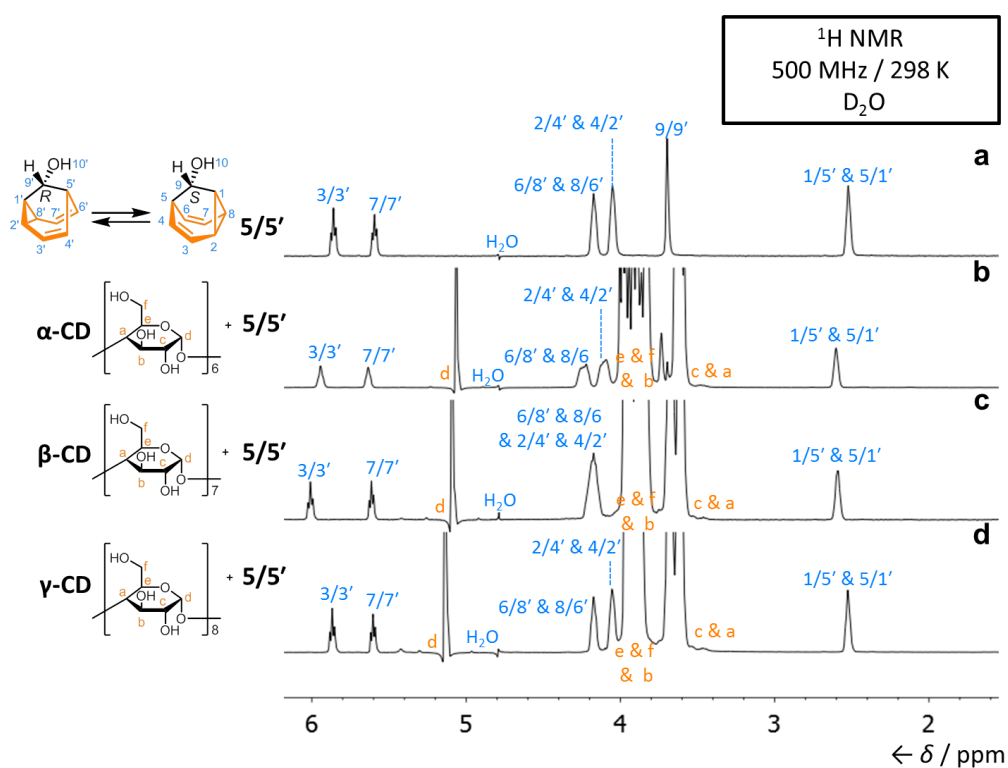 ¹H NMR
500 MHz / 298 K
D₂O
a
2/4′ & 4/2′
9/9′
6/8′ & 8/6′
1/5′ & 5/1′
3/3′
7/7′
H₂O
H
OH
10′
9′
R
5′
1′
6′
8′
7′
2′
3′
4′
H
OH
10
9
S
1
5
6
7
8
4
3
2
5/5′
b
α-CD
HO
f
e
O
a
OH
c
d
b
OH
O
6
+ 5/5′
3/3′
7/7′
d
H₂O
6/8′ & 8/6
2/4′ & 4/2′
e & f
& b
c & a
1/5′ & 5/1′
c
β-CD
HO
f
e
O
a
OH
c
d
b
OH
O
7
+ 5/5′
3/3′
7/7′
d
H₂O
6/8′ & 8/6
& 2/4′ & 4/2′
e & f
& b
c & a
1/5′ & 5/1′
d
γ-CD
HO
f
e
O
a
OH
c
d
b
OH
O
8
+ 5/5′
3/3′
7/7′
d
H₂O
6/8′ & 8/6′
2/4′ & 4/2′
e & f
& b
c & a
1/5′ & 5/1′
6 5 4 3 2
← δ / ppm